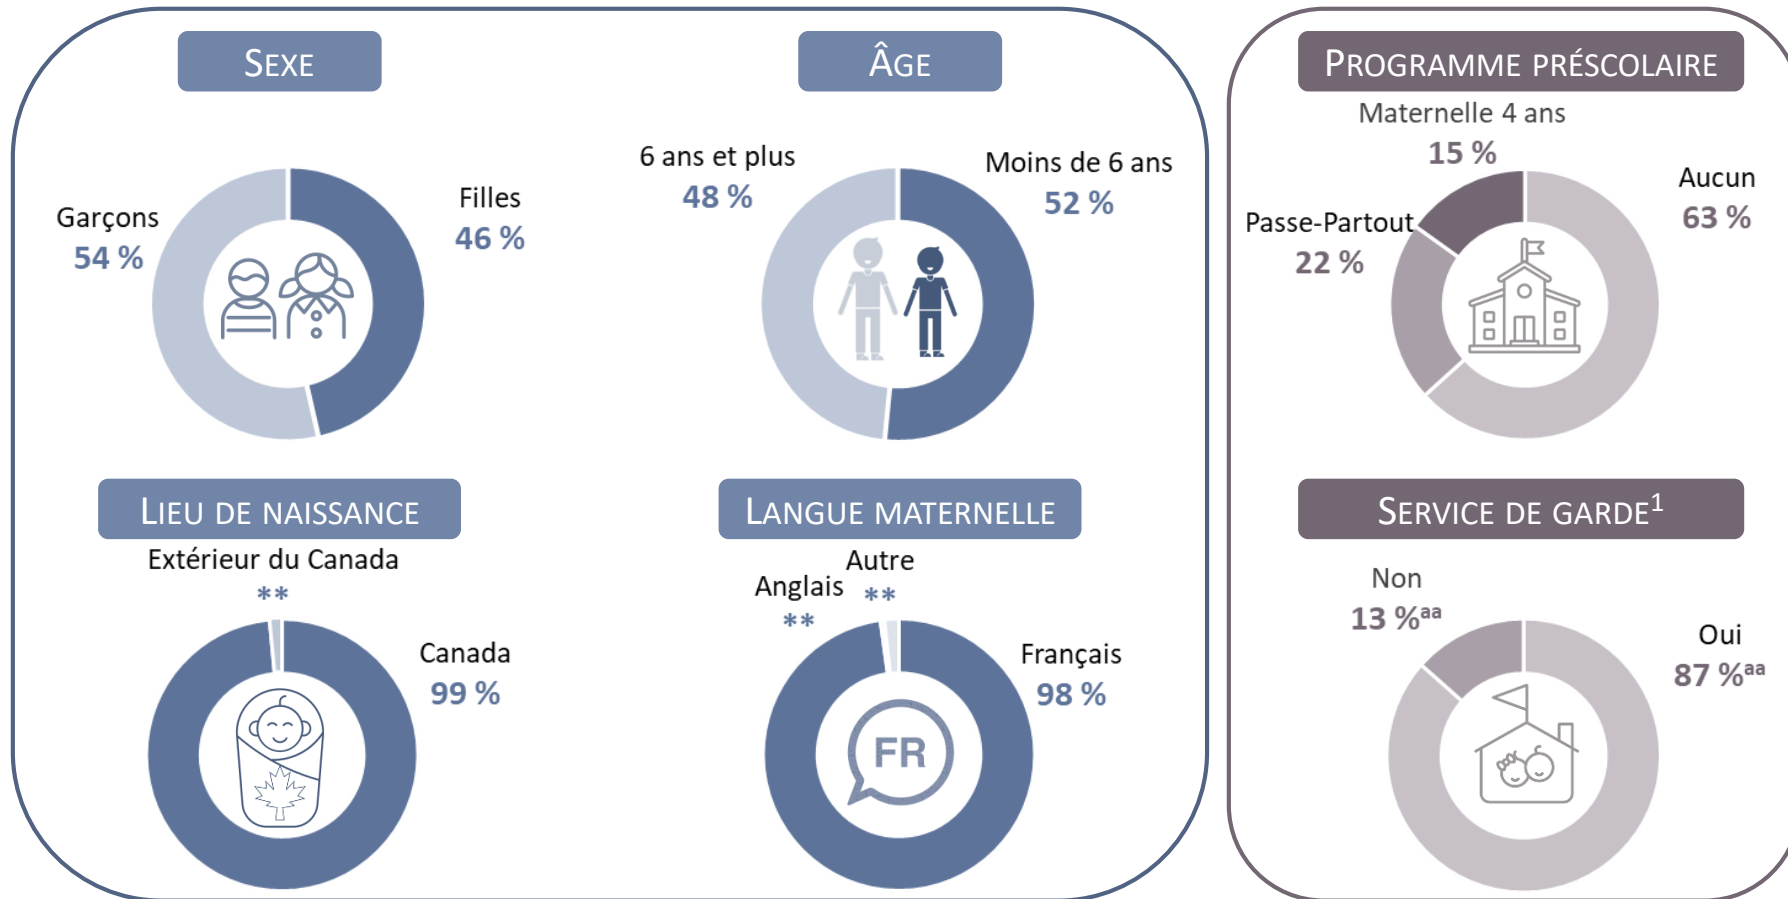 SEXE
Garçons
54 %
Filles
46 %
ÂGE
6 ans et plus
48 %
Moins de 6 ans
52 %
PROGRAMME PRÉSCOLAIRE
Maternelle 4 ans
15 %
Passe-Partout
22 %
Aucun
63 %
LIEU DE NAISSANCE
Extérieur du Canada
**
Canada
99 %
LANGUE MATERNELLE
Autre
**
Anglais
**
Français
98 %
FR
SERVICE DE GARDE¹
Non
13 %aa
Oui
87 %aa